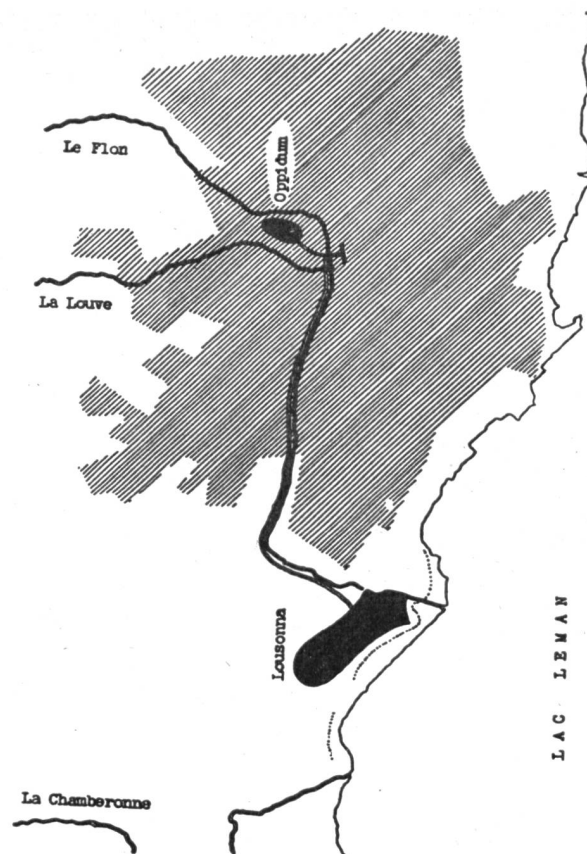 Le Flon
Oppidum
La Louve
Lousonna
LAC LEMAN
La Chamberonne